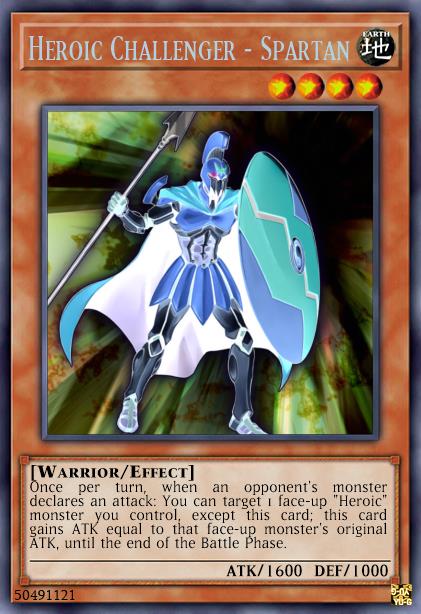 Heroic Challenger - Spartan
EARTH
地
[Warrior/Effect]
Once per turn, when an opponent's monster
declares an attack: You can target 1 face-up "Heroic"
monster you control, except this card; this card
gains ATK equal to that face-up monster's original
ATK, until the end of the Battle Phase.
ATK/1600 DEF/1000
50491121